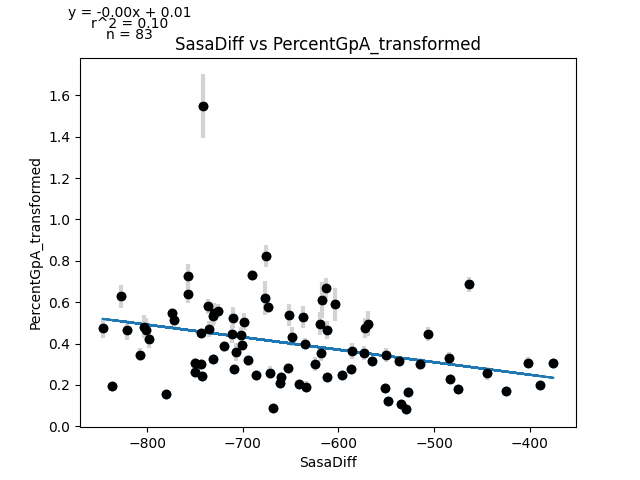 y = -0.00x + 0.01
r^2 = 0.10
n = 83
SasaDiff vs PercentGpA_transformed
1.6
1.4
1.2
1.0
0.8
0.6
0.4
0.2
0.0
PercentGpA_transformed
−800 −700 −600 −500 −400
SasaDiff